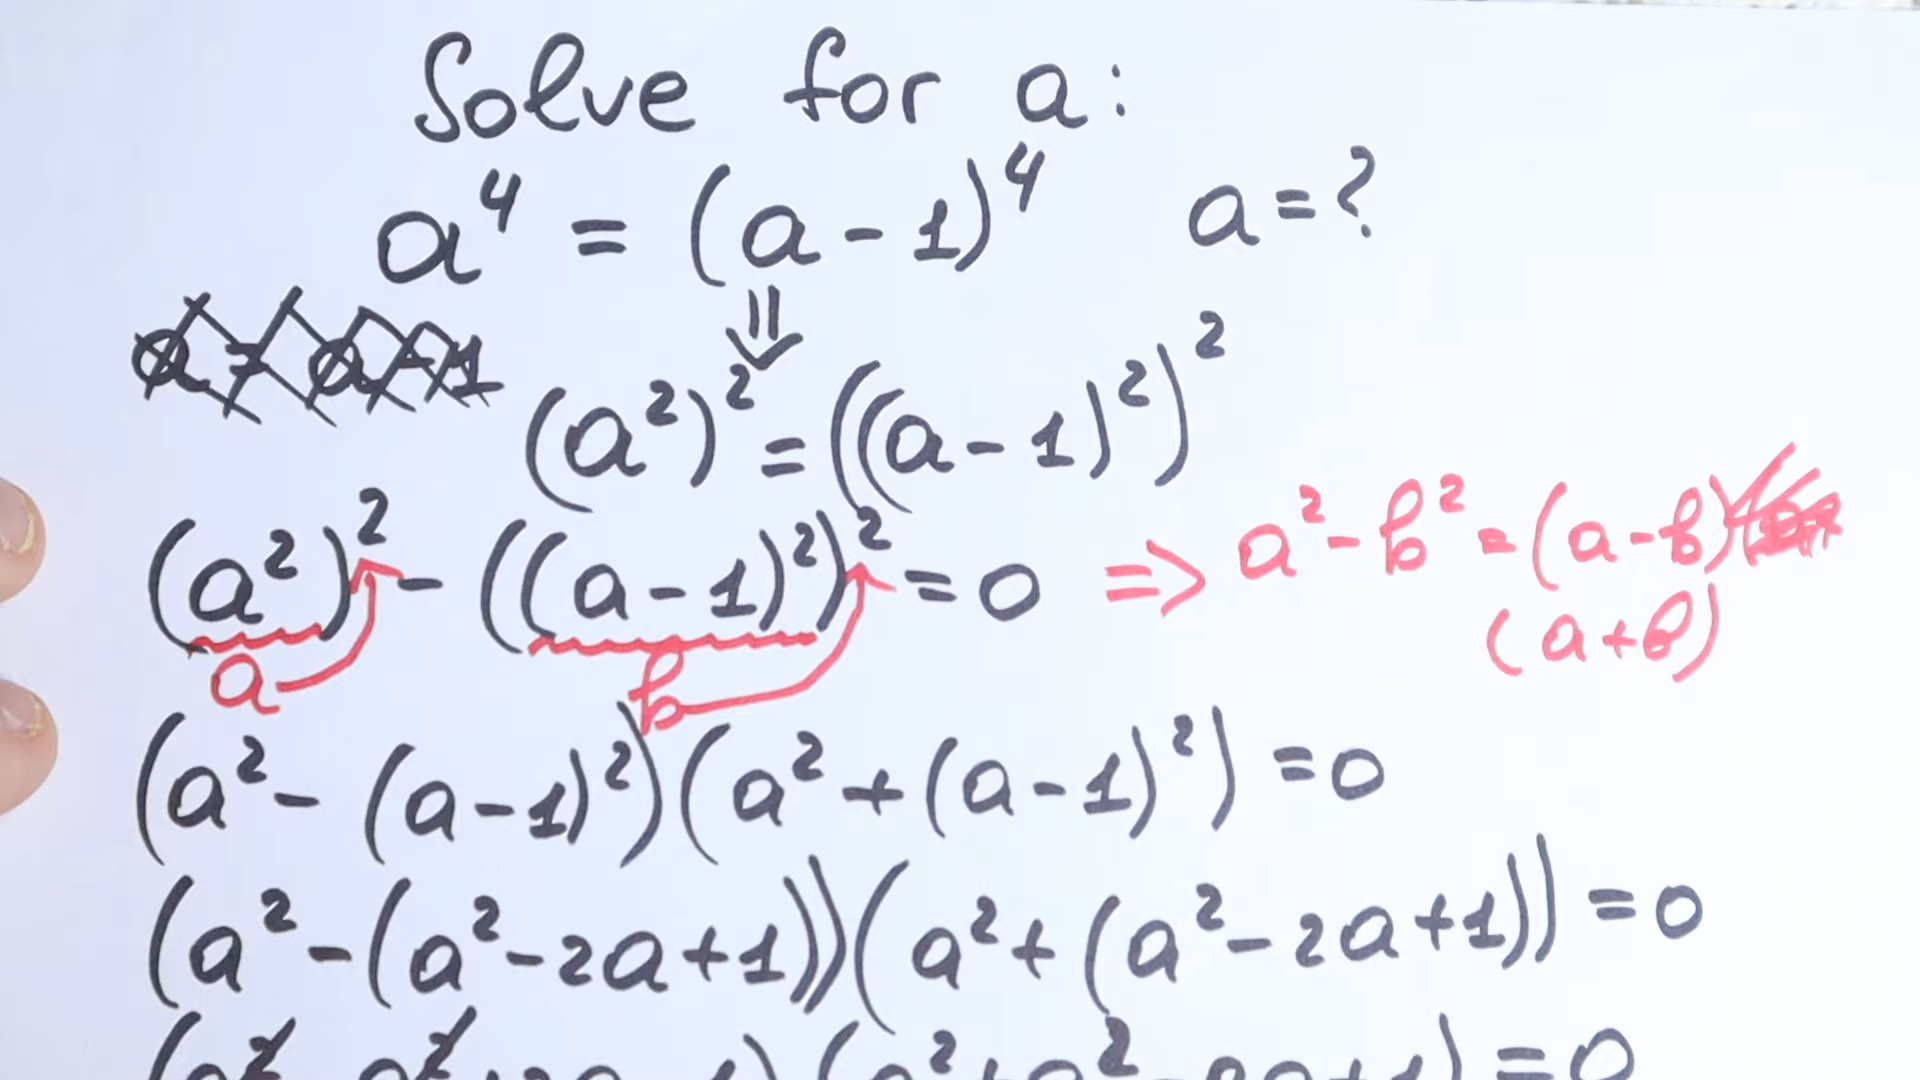 Solve for a:
a⁴ = (a - 1)⁴ a = ?
⇓
a = a - 1
(a²)² = ((a - 1)²)²
(a²)² - ((a - 1)²)² = 0 ⇒ a² - b² = (a - b)
(a + b)
a b
(a² - (a - 1)²)(a² + (a - 1)²) = 0
(a² - (a² - 2a + 1))(a² + (a² - 2a + 1)) = 0